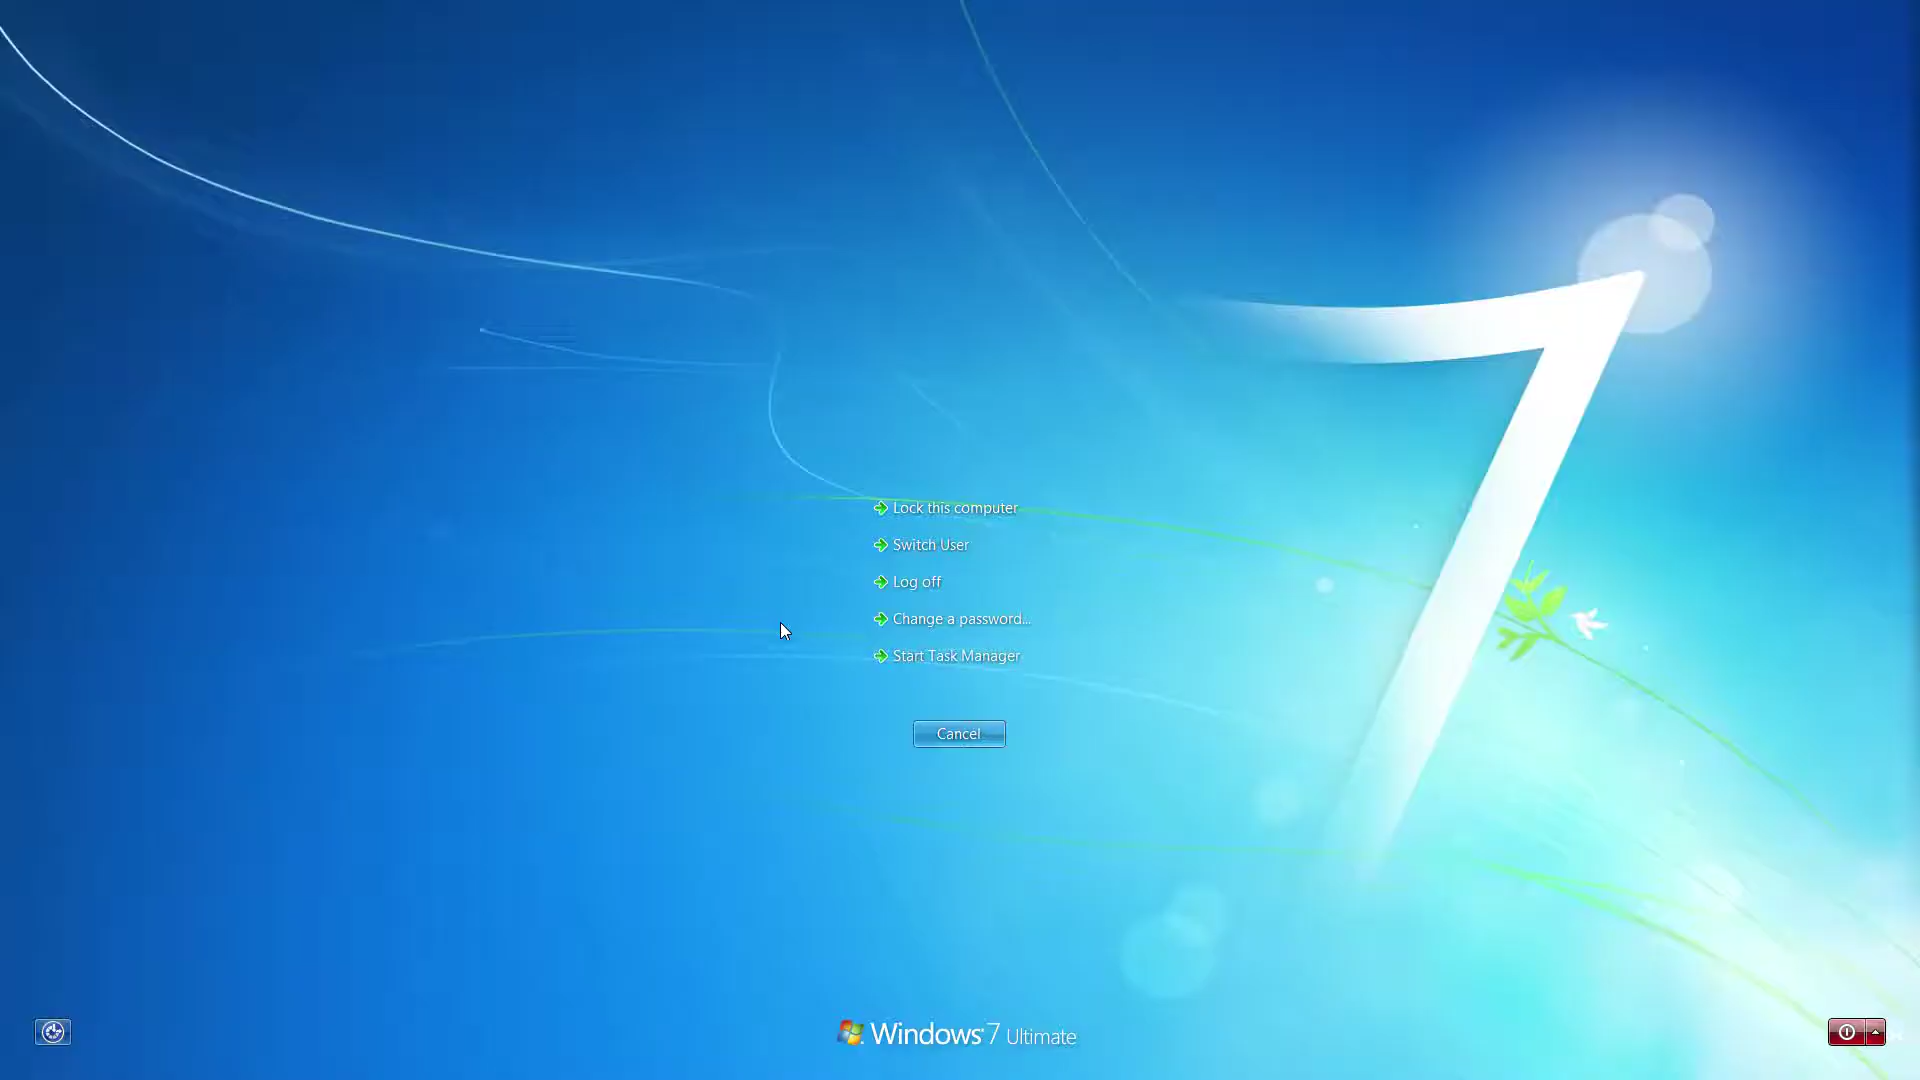 Lock this computer
Switch User
Log off
Change a password...
Start Task Manager
Cancel
Windows 7 Ultimate